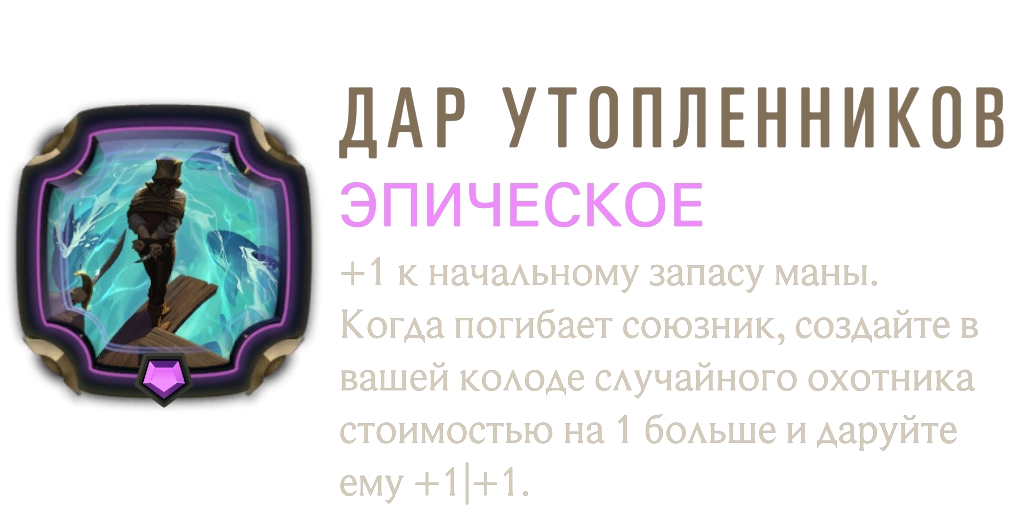 ДАР УТОПЛЕННИКОВ
ЭПИЧЕСКОЕ
+1 к начальному запасу маны.
Когда погибает союзник, создайте в
вашей колоде случайного охотника
стоимостью на 1 больше и даруйте
ему +1|+1.